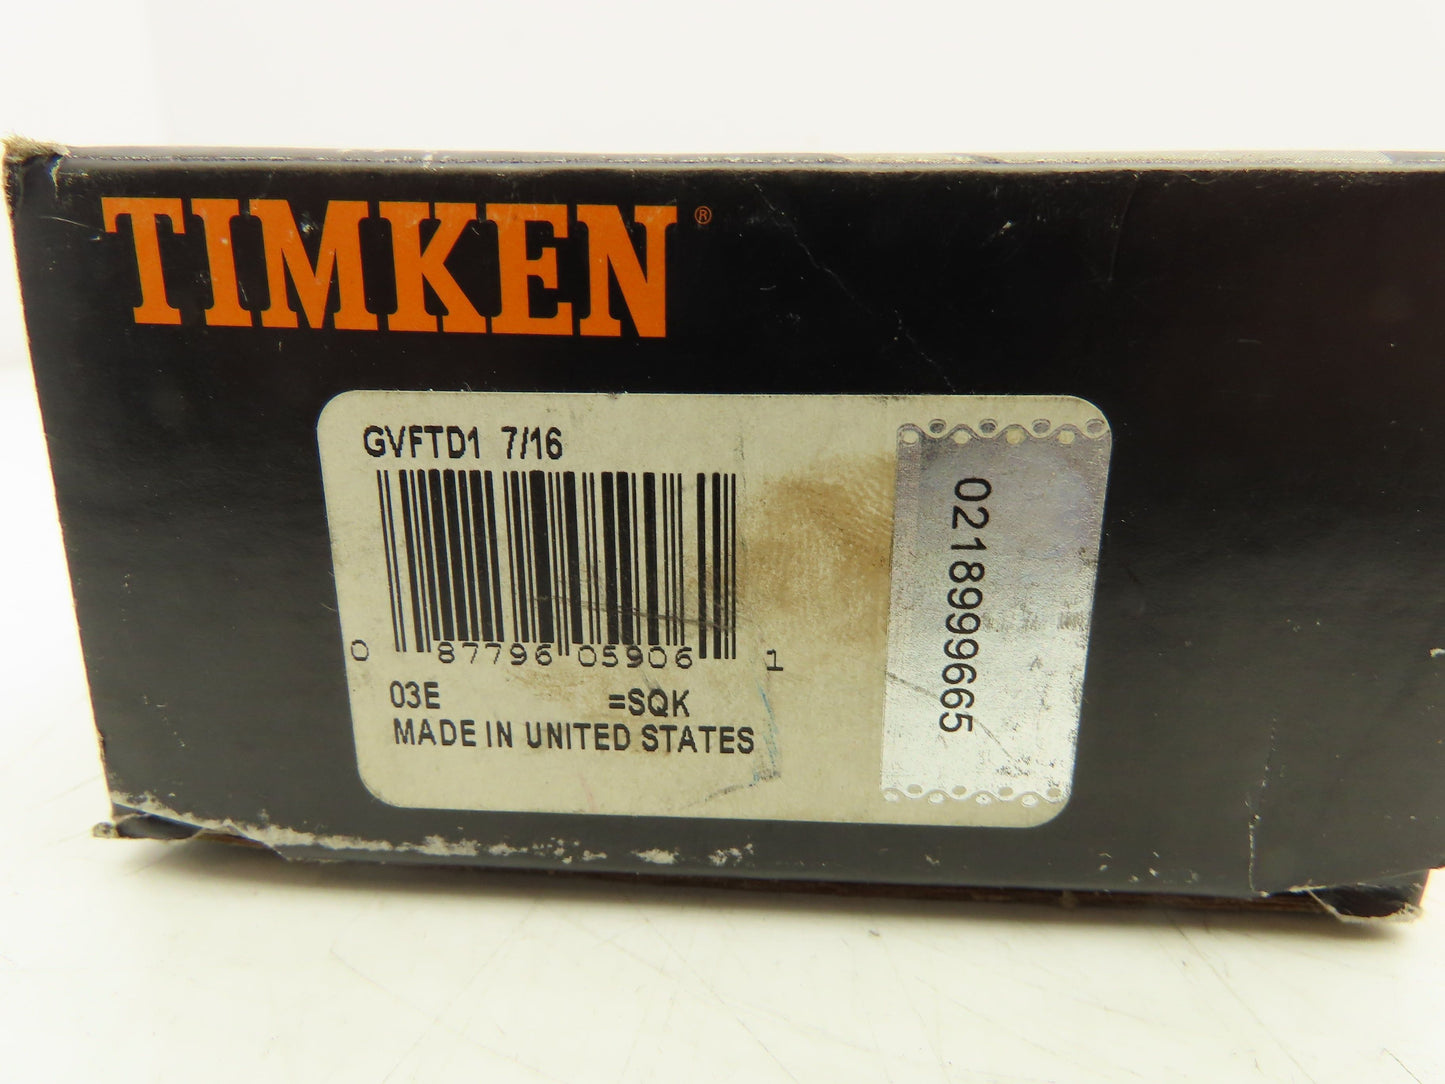 TIMKEN®
GVFTD1 7/16
0 87796 05906 1
03E =SQK
MADE IN UNITED STATES
0218999665